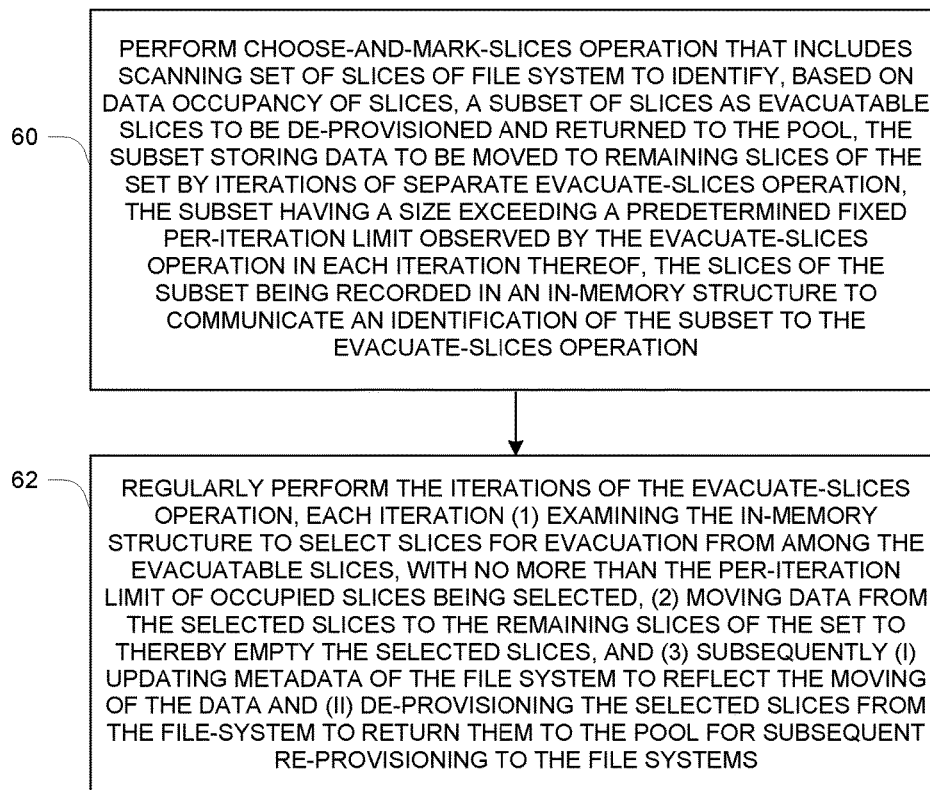 PERFORM CHOOSE-AND-MARK-SLICES OPERATION THAT INCLUDES
SCANNING SET OF SLICES OF FILE SYSTEM TO IDENTIFY, BASED ON
DATA OCCUPANCY OF SLICES, A SUBSET OF SLICES AS EVACUATABLE
60 SLICES TO BE DE-PROVISIONED AND RETURNED TO THE POOL, THE
SUBSET STORING DATA TO BE MOVED TO REMAINING SLICES OF THE
SET BY ITERATIONS OF SEPARATE EVACUATE-SLICES OPERATION,
THE SUBSET HAVING A SIZE EXCEEDING A PREDETERMINED FIXED
PER-ITERATION LIMIT OBSERVED BY THE EVACUATE-SLICES
OPERATION IN EACH ITERATION THEREOF, THE SLICES OF THE
SUBSET BEING RECORDED IN AN IN-MEMORY STRUCTURE TO
COMMUNICATE AN IDENTIFICATION OF THE SUBSET TO THE
EVACUATE-SLICES OPERATION
62 REGULARLY PERFORM THE ITERATIONS OF THE EVACUATE-SLICES
OPERATION, EACH ITERATION (1) EXAMINING THE IN-MEMORY
STRUCTURE TO SELECT SLICES FOR EVACUATION FROM AMONG THE
EVACUATABLE SLICES, WITH NO MORE THAN THE PER-ITERATION
LIMIT OF OCCUPIED SLICES BEING SELECTED, (2) MOVING DATA FROM
THE SELECTED SLICES TO THE REMAINING SLICES OF THE SET TO
THEREBY EMPTY THE SELECTED SLICES, AND (3) SUBSEQUENTLY (I)
UPDATING METADATA OF THE FILE SYSTEM TO REFLECT THE MOVING
OF THE DATA AND (II) DE-PROVISIONING THE SELECTED SLICES FROM
THE FILE-SYSTEM TO RETURN THEM TO THE POOL FOR SUBSEQUENT
RE-PROVISIONING TO THE FILE SYSTEMS